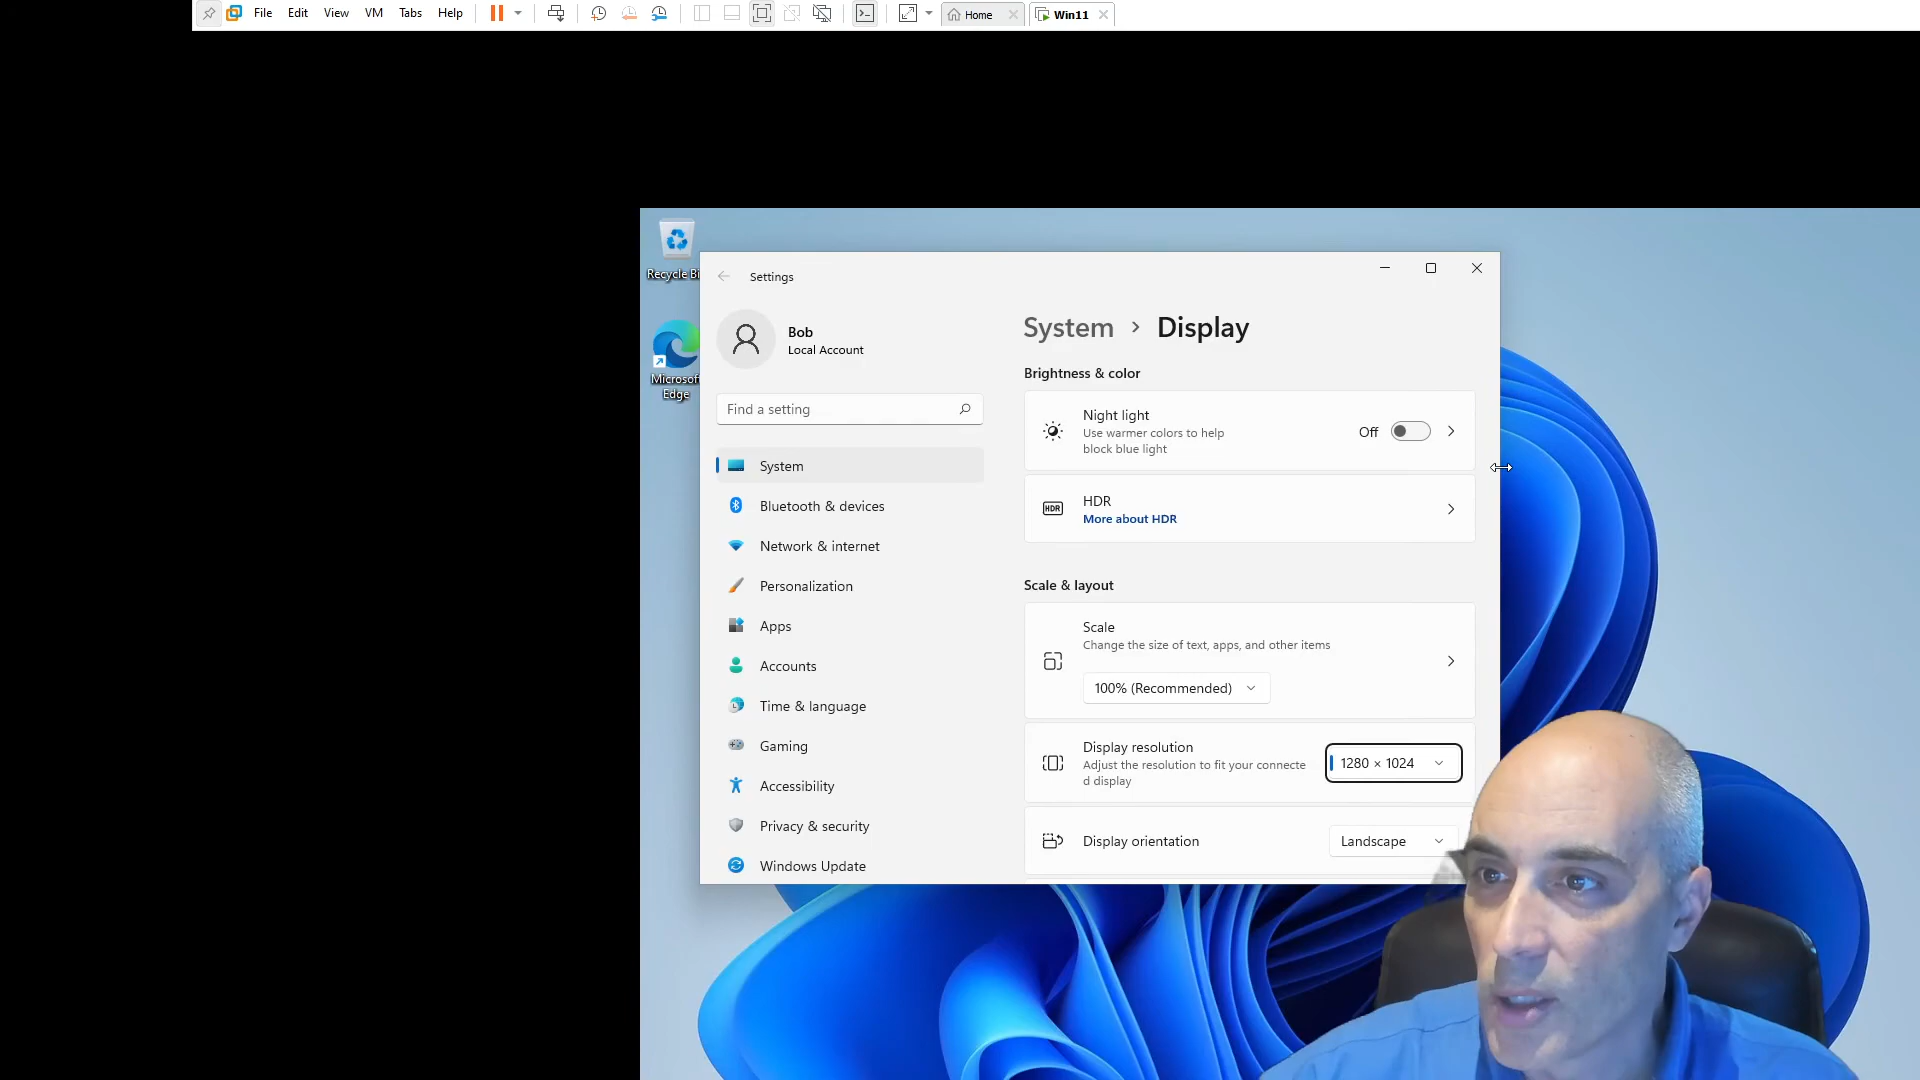 File Edit View VM Tabs Help Home Win11
Recycle Bi
Microsof
Edge
Settings
Bob
Local Account
Find a setting
System
Bluetooth & devices
Network & internet
Personalization
Apps
Accounts
Time & language
Gaming
Accessibility
Privacy & security
Windows Update
System > Display
Brightness & color
Night light
Use warmer colors to help
block blue light
Off
HDR
HDR
More about HDR
Scale & layout
Scale
Change the size of text, apps, and other items
100% (Recommended)
Display resolution
Adjust the resolution to fit your connecte
d display
1280 × 1024
Display orientation
Landscape